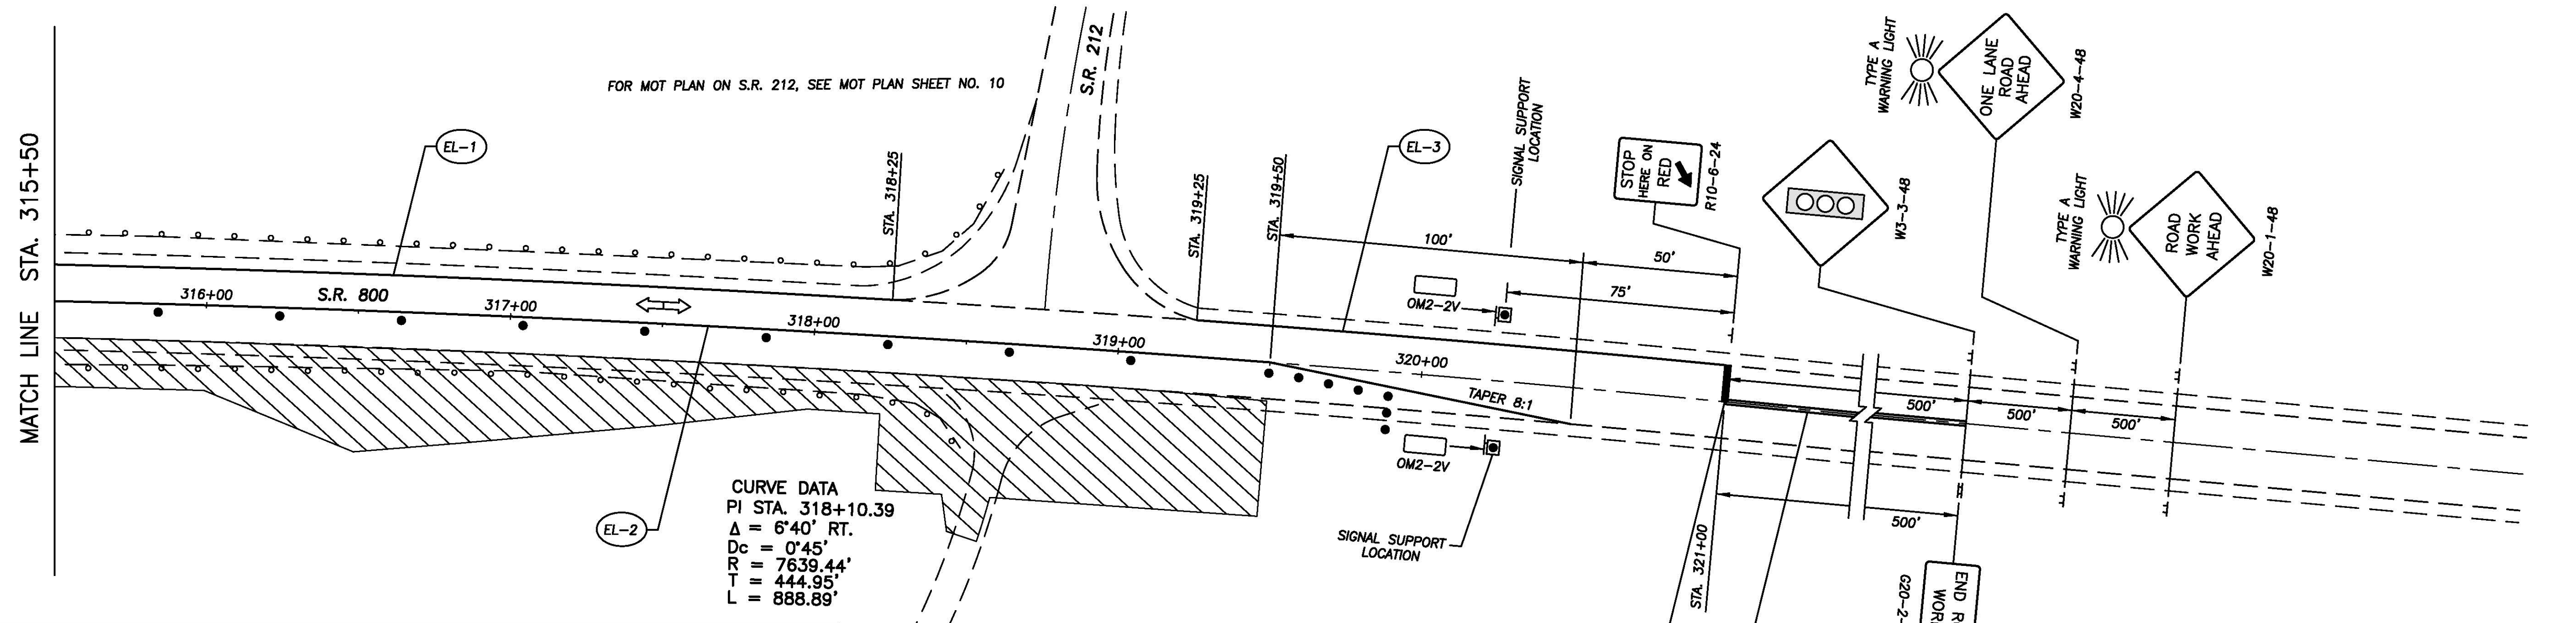 MATCH LINE STA. 315+50
FOR MOT PLAN ON S.R. 212, SEE MOT PLAN SHEET NO. 10
EL-1
316+00
S.R. 800
317+00
318+00
319+00
320+00
STA. 318+25
S.R. 212
STA. 319+25
STA. 319+50
EL-3
100'
50'
75'
SIGNAL SUPPORT
LOCATION
OM2-2V
STOP
HERE ON
RED
R10-6-24
W3-3-48
TYPE A
WARNING LIGHT
ONE LANE
ROAD
AHEAD
W20-4-48
TYPE A
WARNING LIGHT
ROAD
WORK
AHEAD
W20-1-48
TAPER 8:1
500'
500'
500'
500'
OM2-2V
SIGNAL SUPPORT
LOCATION
STA. 321+00
EL-2
CURVE DATA
PI STA. 318+10.39
Δ = 6°40' RT.
Dc = 0°45'
R = 7639.44'
T = 444.95'
L = 888.89'
G20-2-
END R
WOR